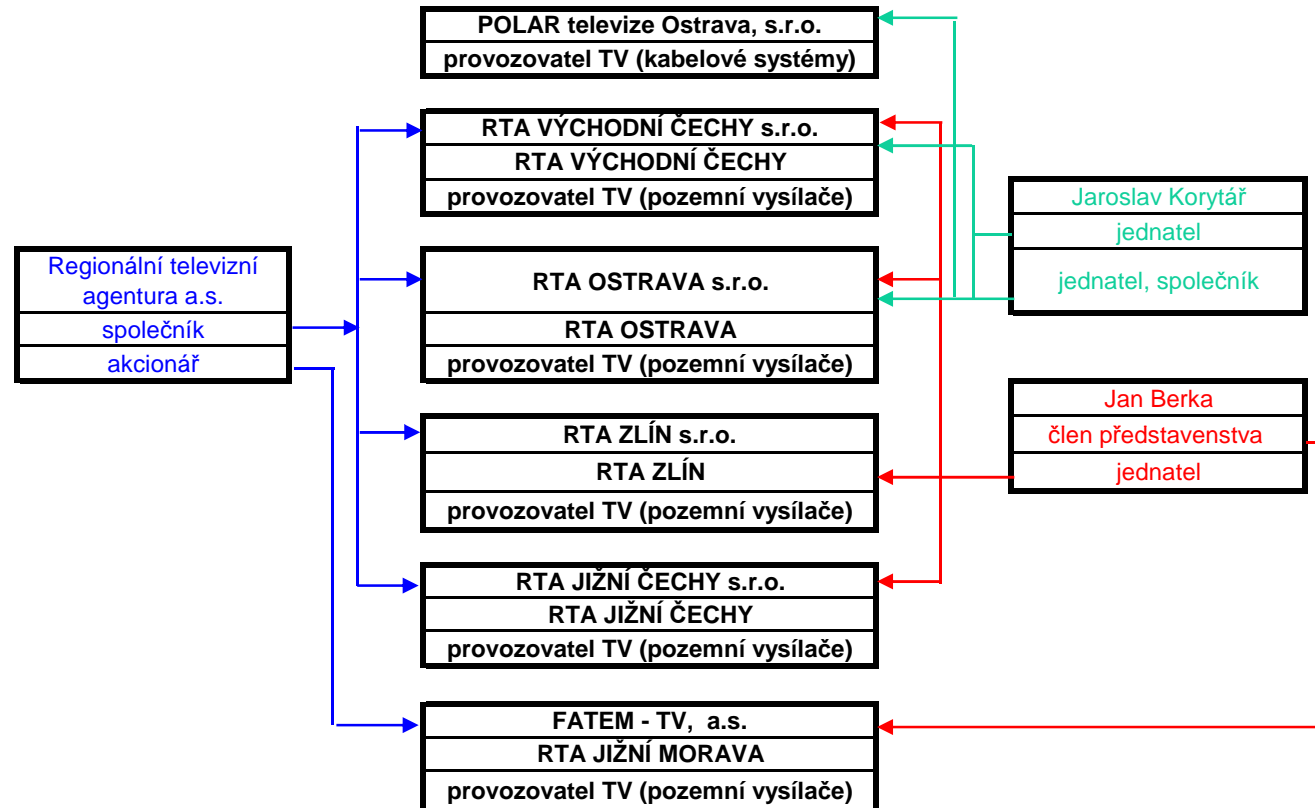 POLAR televize Ostrava, s.r.o.
provozovatel TV (kabelové systémy)
RTA VÝCHODNÍ ČECHY s.r.o.
RTA VÝCHODNÍ ČECHY
provozovatel TV (pozemní vysílače)
Jaroslav Korytář
jednatel
jednatel, společník
Regionální televizní
agentura a.s.
společník
akcionář
RTA OSTRAVA s.r.o.
RTA OSTRAVA
provozovatel TV (pozemní vysílače)
Jan Berka
člen představenstva
jednatel
RTA ZLÍN s.r.o.
RTA ZLÍN
provozovatel TV (pozemní vysílače)
RTA JIŽNÍ ČECHY s.r.o.
RTA JIŽNÍ ČECHY
provozovatel TV (pozemní vysílače)
FATEM - TV, a.s.
RTA JIŽNÍ MORAVA
provozovatel TV (pozemní vysílače)